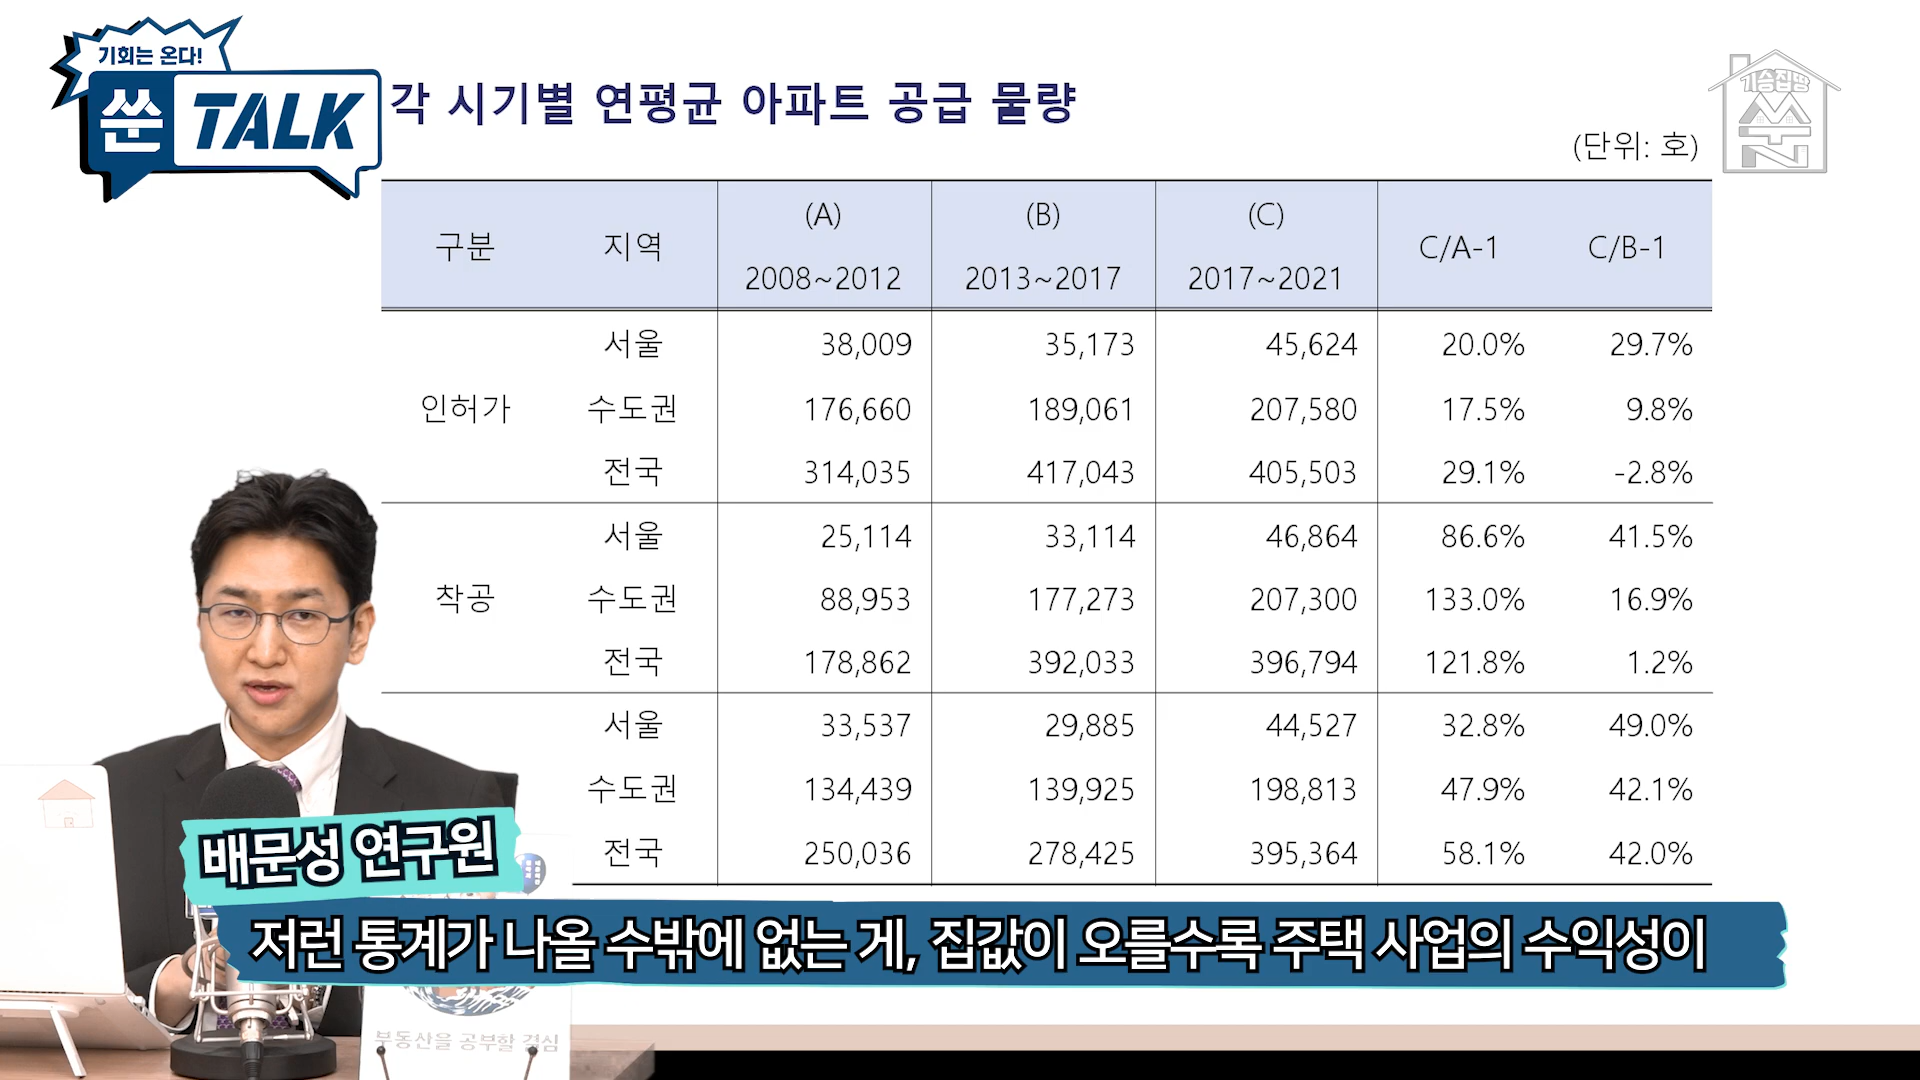 기회는 온다!
쑨 TALK
각 시기별 연평균 아파트 공급 물량
기승집땅
쑨
(단위: 호)
구분 지역 (A) 2008~2012 (B) 2013~2017 (C) 2017~2021 C/A-1 C/B-1
인허가 서울 38,009 35,173 45,624 20.0% 29.7%
수도권 176,660 189,061 207,580 17.5% 9.8%
전국 314,035 417,043 405,503 29.1% -2.8%
착공 서울 25,114 33,114 46,864 86.6% 41.5%
수도권 88,953 177,273 207,300 133.0% 16.9%
전국 178,862 392,033 396,794 121.8% 1.2%
서울 33,537 29,885 44,527 32.8% 49.0%
수도권 134,439 139,925 198,813 47.9% 42.1%
전국 250,036 278,425 395,364 58.1% 42.0%
배문성 연구원
저런 통계가 나올 수밖에 없는 게, 집값이 오를수록 주택 사업의 수익성이
부동산을 공부할 결심